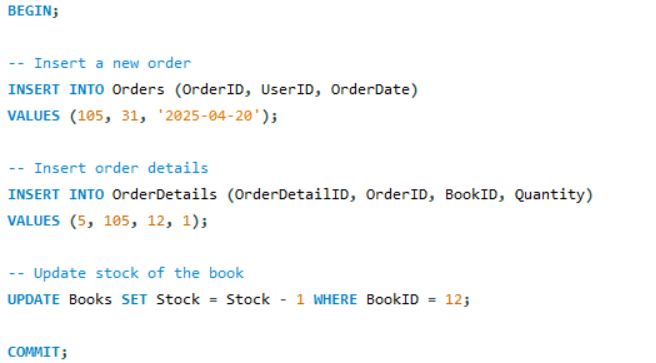 BEGIN;
-- Insert a new order
INSERT INTO Orders (OrderID, UserID, OrderDate)
VALUES (105, 31, '2025-04-20');
-- Insert order details
INSERT INTO OrderDetails (OrderDetailID, OrderID, BookID, Quantity)
VALUES (5, 105, 12, 1);
-- Update stock of the book
UPDATE Books SET Stock = Stock - 1 WHERE BookID = 12;
COMMIT;